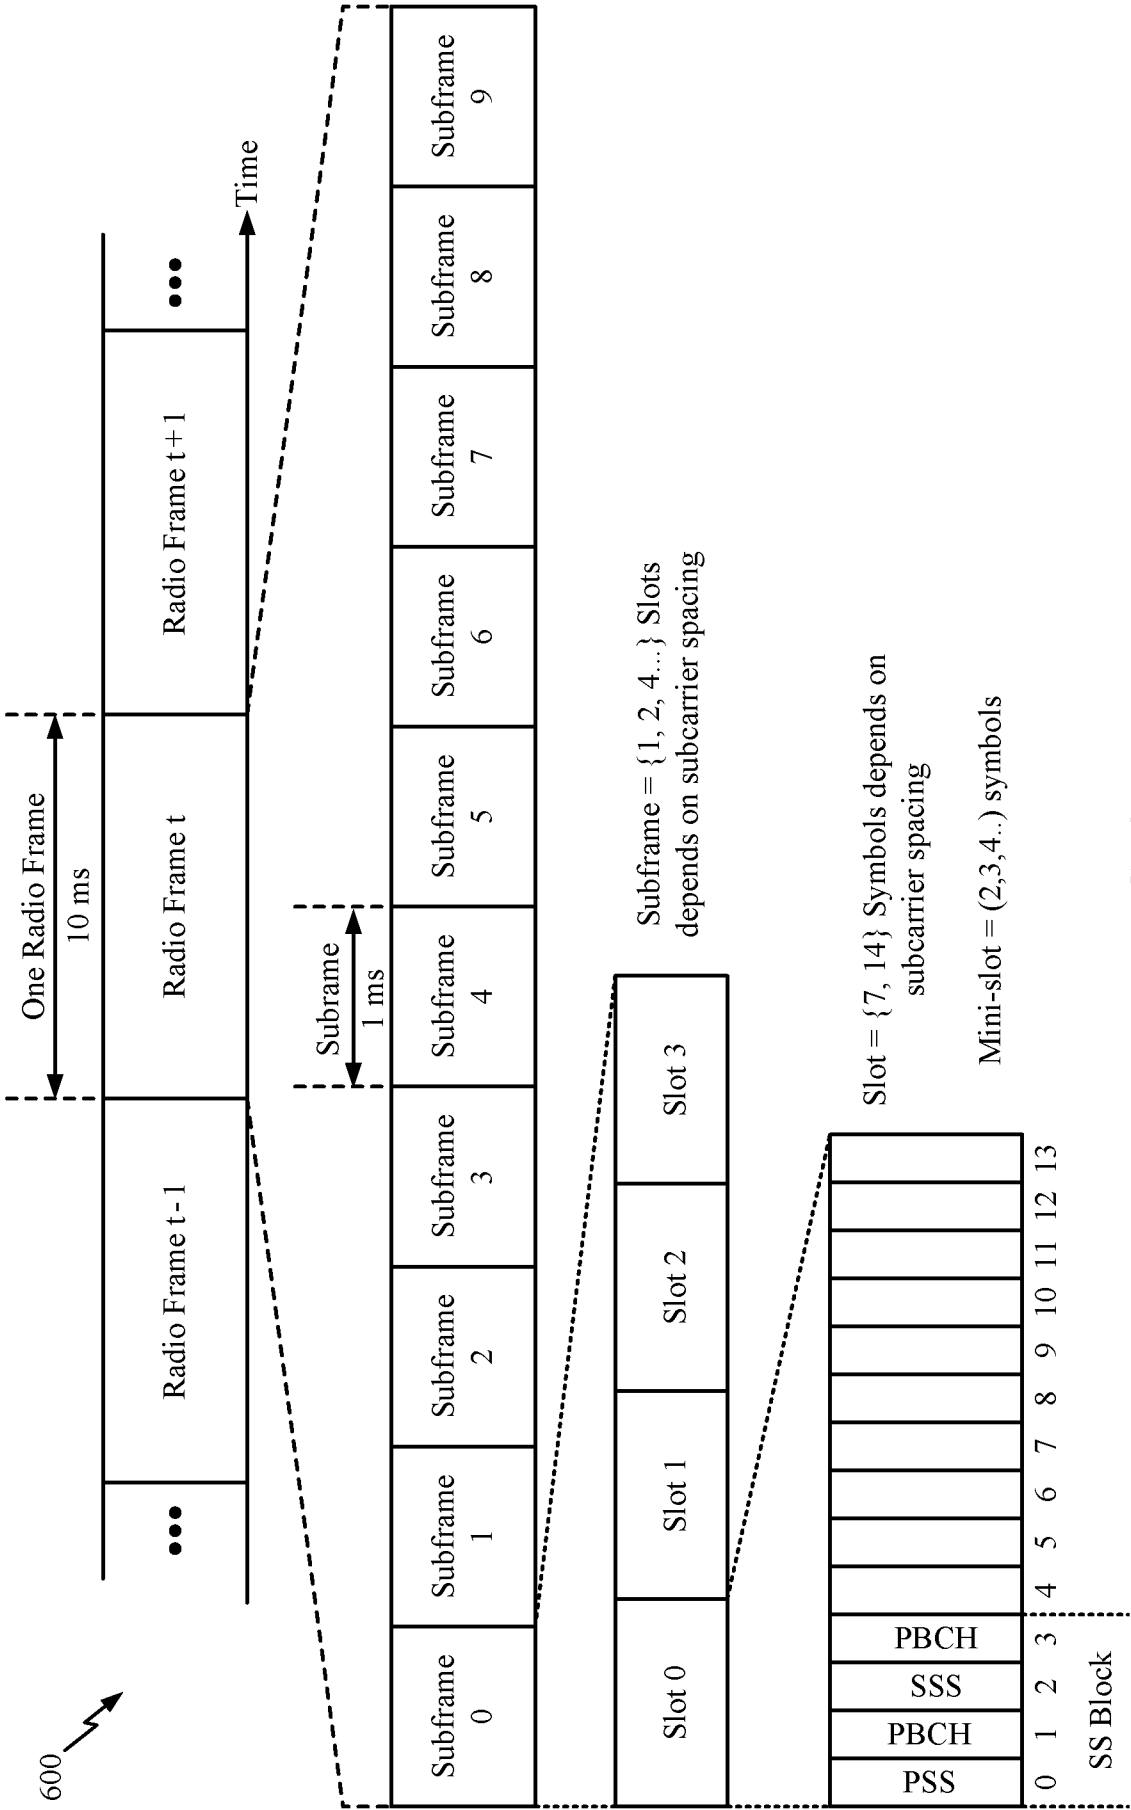 600
One Radio Frame
10 ms
Radio Frame t-1
Radio Frame t
Radio Frame t+1
Time
Subrame
1 ms
Subframe
0
Subframe
1
Subframe
2
Subframe
3
Subframe
4
Subframe
5
Subframe
6
Subframe
7
Subframe
8
Subframe
9
Slot 0
Slot 1
Slot 2
Slot 3
Subframe = {1, 2, 4...} Slots
depends on subcarrier spacing
PSS
PBCH
SSS
PBCH
0 1 2 3 4 5 6 7 8 9 10 11 12 13
SS Block
Slot = {7, 14} Symbols depends on
subcarrier spacing
Mini-slot = (2,3,4..) symbols